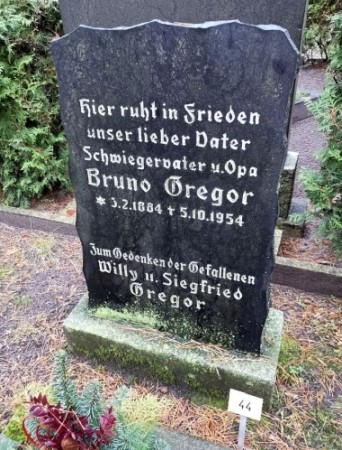 Hier ruht in Frieden
unser lieber Vater
Schwiegervater u. Opa
Bruno Gregor
* 3.2.1884 ✝ 5.10.1954
Zum Gedenken der Gefallenen
Willy u. Siegfried
Gregor
44